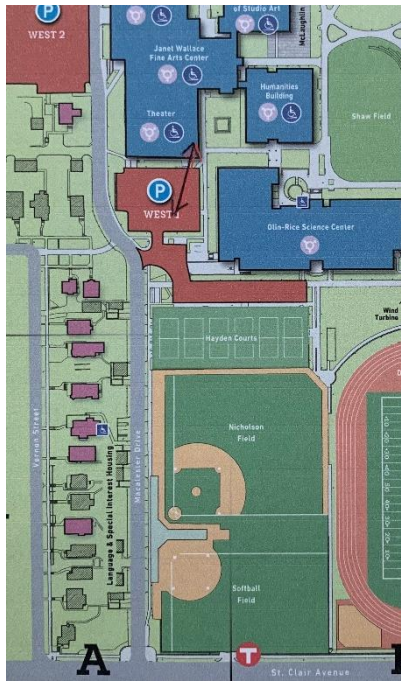 P
WEST 2
of Studio Art
McLaughlin
Janet Wallace
Fine Arts Center
Humanities
Building
Theater
Shaw Field
P
WEST 1
Olin-Rice Science Center
Wind
Turbine
Hayden Courts
Nicholson
Field
Vernon Street
Macalester Drive
Language & Special Interest Housing
Softball
Field
A
T
St. Clair Avenue